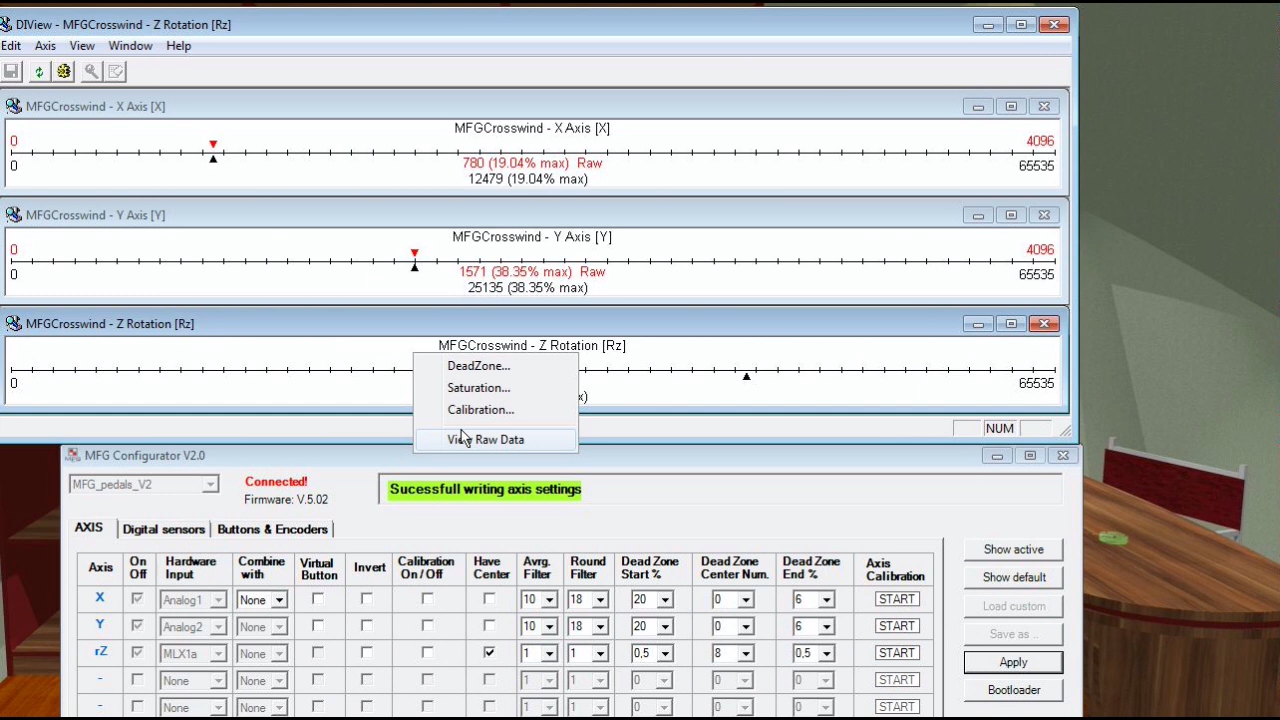 DIView - MFGCrosswind - Z Rotation [Rz]
Edit Axis View Window Help
MFGCrosswind - X Axis [X]
MFGCrosswind - X Axis [X]
0 4096
780 (19.04% max) Raw
0 65535
12479 (19.04% max)
MFGCrosswind - Y Axis [Y]
MFGCrosswind - Y Axis [Y]
0 4096
1571 (38.35% max) Raw
0 65535
25135 (38.35% max)
MFGCrosswind - Z Rotation [Rz]
MFGCrosswind - Z Rotation [Rz]
DeadZone...
0 65535
Saturation...
x)
Calibration...
NUM
View Raw Data
MFG Configurator V2.0
MFG_pedals_V2 Connected! Sucessfull writing axis settings
Firmware: V.5.02
AXIS Digital sensors Buttons & Encoders
Show active
Axis On Off Hardware Input Combine with Virtual Button Invert Calibration On / Off Have Center Avrg. Filter Round Filter Dead Zone Start % Dead Zone Center Num. Dead Zone End % Axis Calibration
Show default
X Analog1 None 10 18 20 0 6 START
Load custom
Y Analog2 None 10 18 20 0 6 START
Save as ..
rZ MLX1a None 1 1 0,5 8 0,5 START
Apply
- None None 1 1 0 0 0 START
Bootloader
- None None 1 1 0 0 0 START